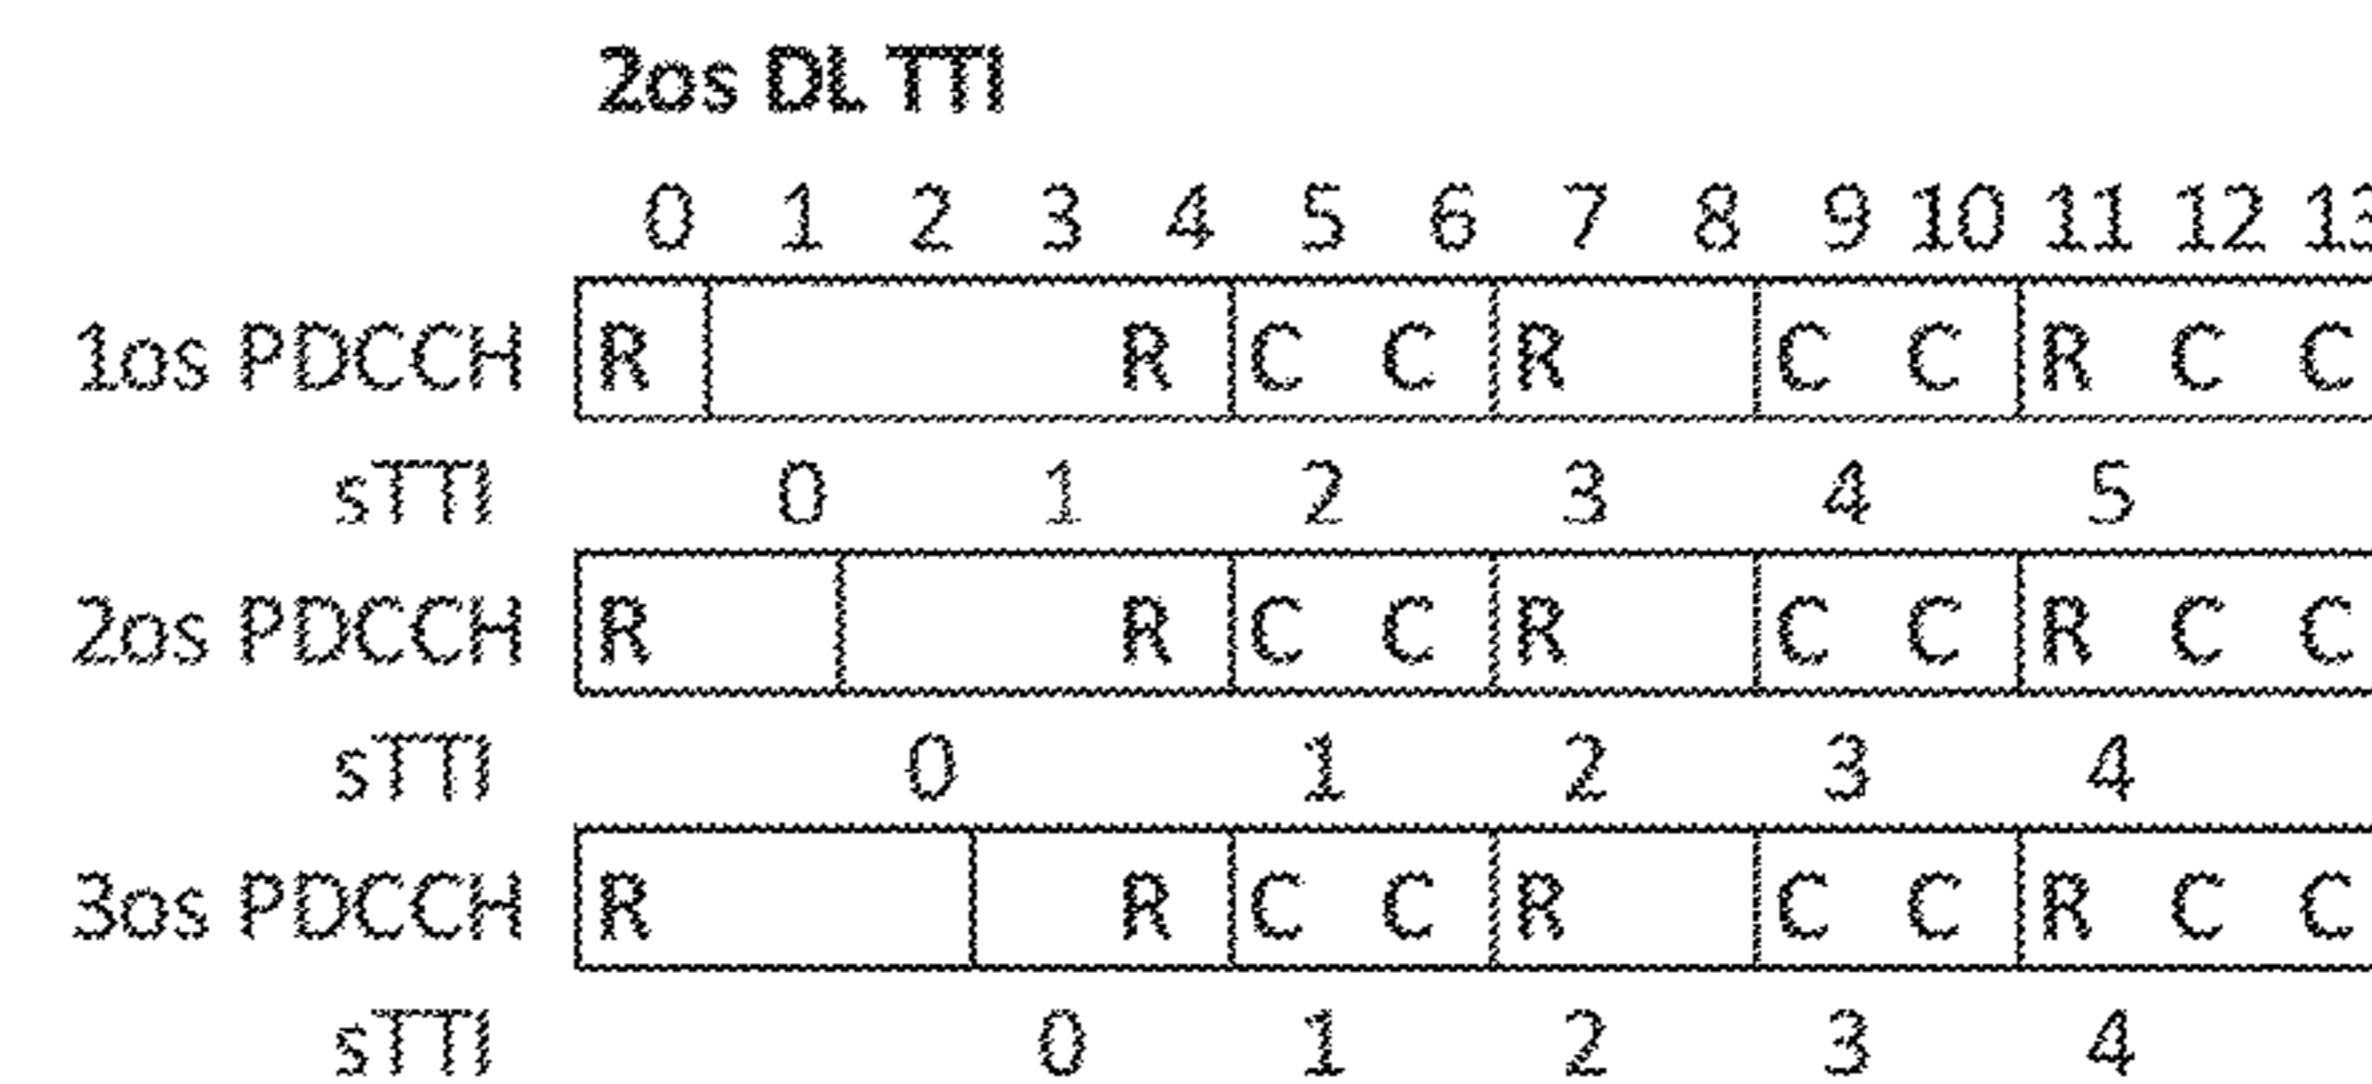 2os DL TTI
0 1 2 3 4 5 6 7 8 9 10 11 12 13
1os PDCCH R R C C R C C R C C
sTTI 0 1 2 3 4 5
2os PDCCH R R C C R C C R C C
sTTI 0 1 2 3 4
3os PDCCH R R C C R C C R C C
sTTI 0 1 2 3 4